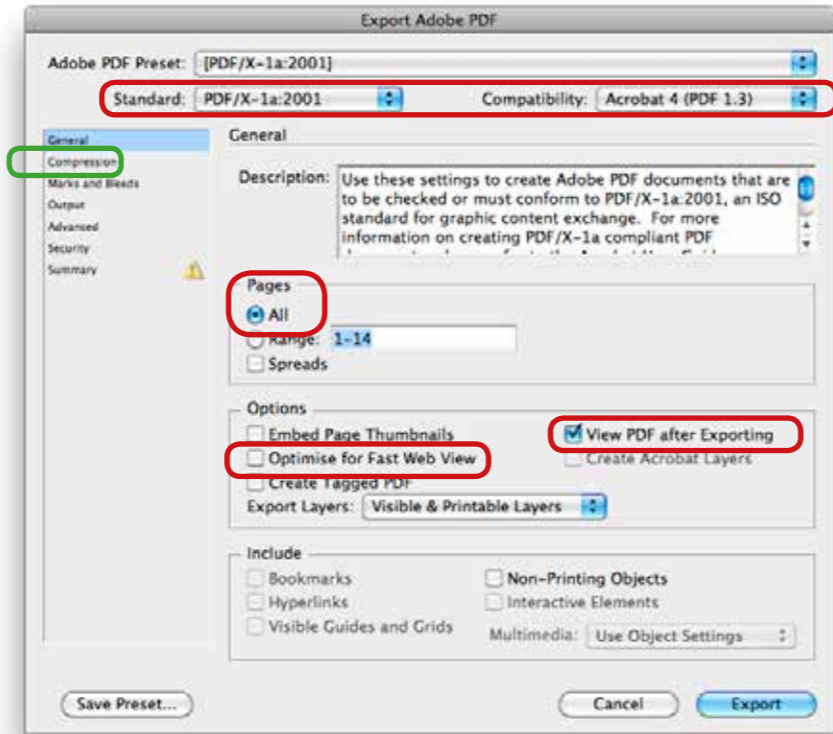 Export Adobe PDF
Adobe PDF Preset: [PDF/X-1a:2001]
Standard: PDF/X-1a:2001 Compatibility: Acrobat 4 (PDF 1.3)
General
Compression
Marks and Bleeds
Output
Advanced
Security
Summary
General
Description: Use these settings to create Adobe PDF documents that are
to be checked or must conform to PDF/X-1a:2001, an ISO
standard for graphic content exchange. For more
information on creating PDF/X-1a compliant PDF
Pages
All
Range: 1-14
Spreads
Options
Embed Page Thumbnails View PDF after Exporting
Optimise for Fast Web View Create Acrobat Layers
Create Tagged PDF
Export Layers: Visible & Printable Layers
Include
Bookmarks Non-Printing Objects
Hyperlinks Interactive Elements
Visible Guides and Grids Multimedia: Use Object Settings
Save Preset... Cancel Export